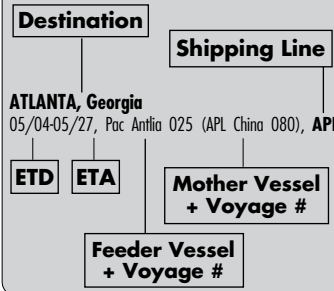 Destination
Shipping Line
ATLANTA, Georgia
05/04-05/27, Pac Antlia 025 (APL China 080), AP
ETD
ETA
Mother Vessel
+ Voyage #
Feeder Vessel
+ Voyage #